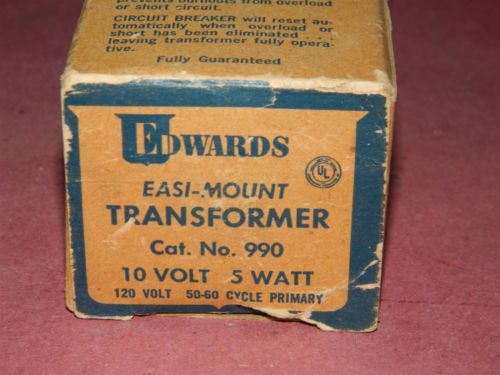 prevents burnouts from overload
or short circuit.
CIRCUIT BREAKER will reset au-
tomatically when overload or
short has been eliminated . . .
leaving transformer fully opera-
tive.
Fully Guaranteed
EDWARDS
EASI-MOUNT
UL
TRANSFORMER
Cat. No. 990
10 VOLT 5 WATT
120 VOLT 50-60 CYCLE PRIMARY